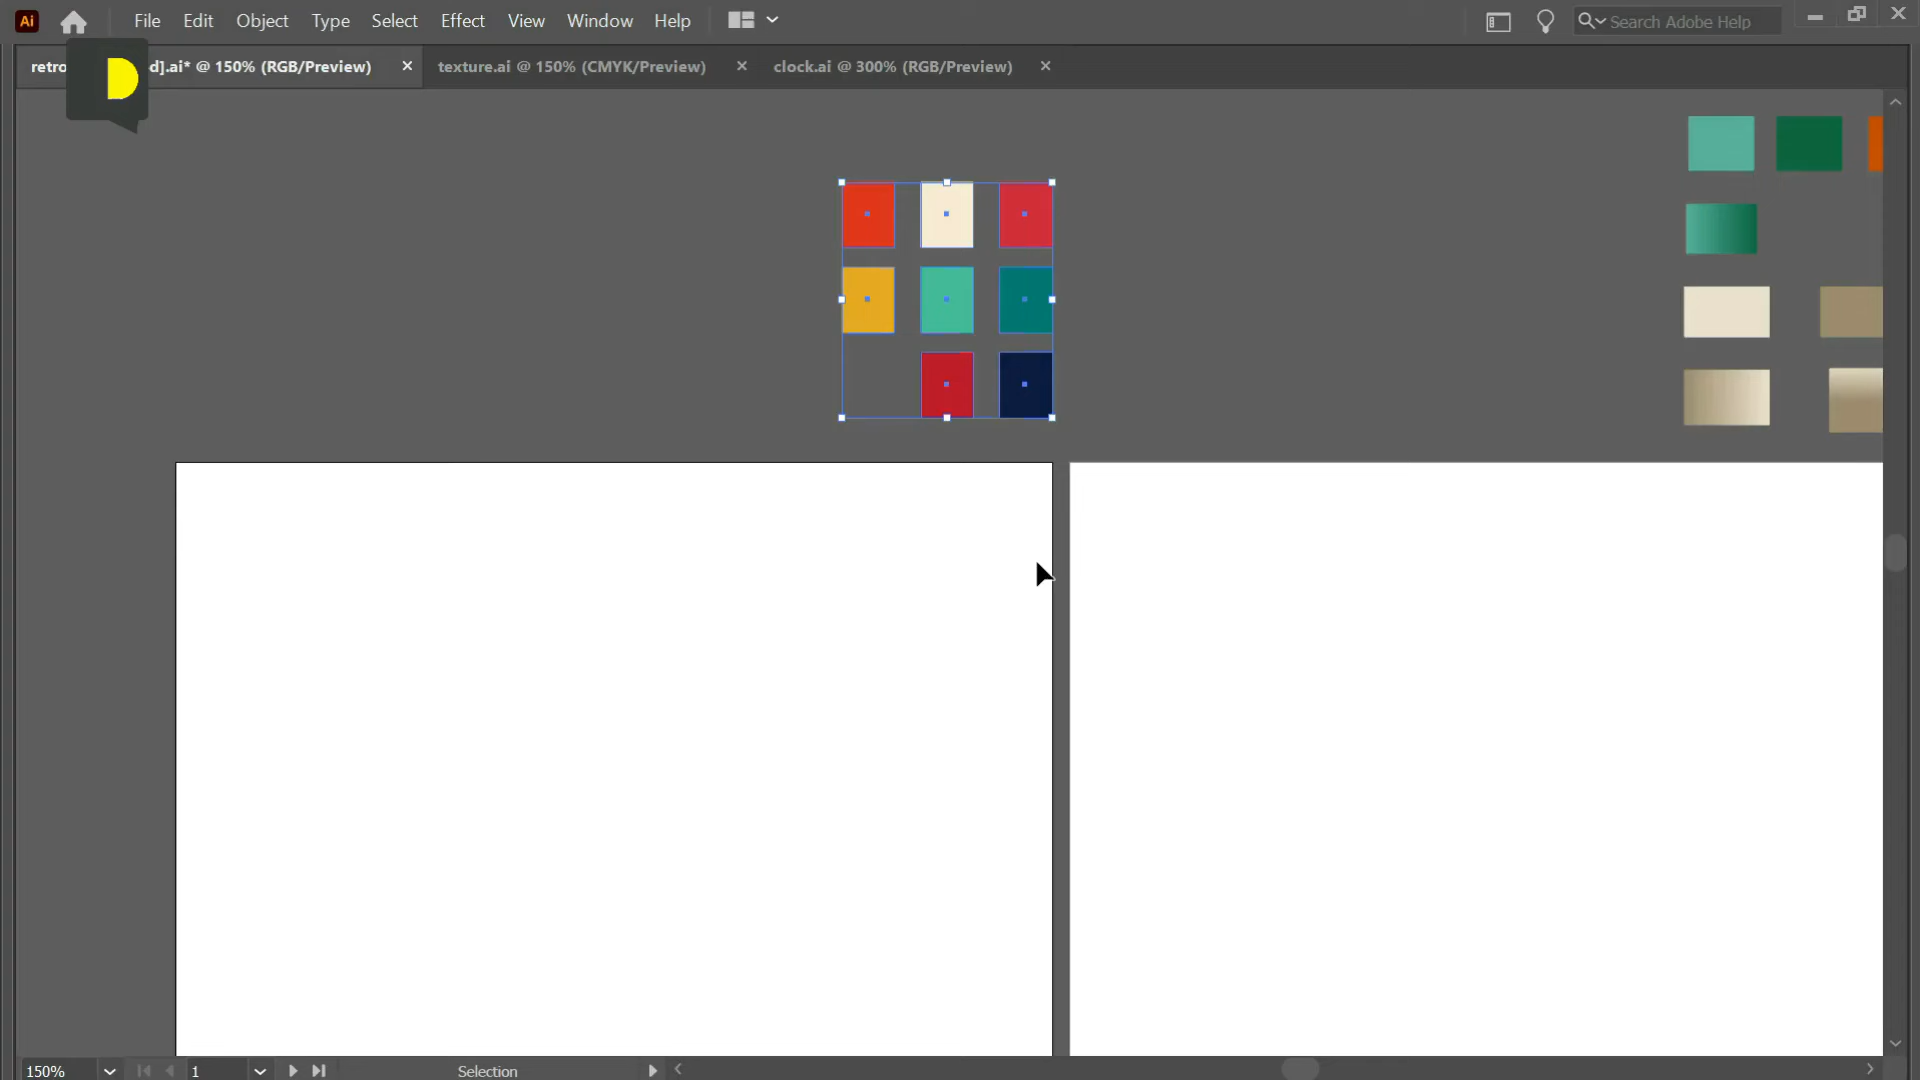 Ai File Edit Object Type Select Effect View Window Help Search Adobe Help
retro d].ai* @ 150% (RGB/Preview) × texture.ai @ 150% (CMYK/Preview) × clock.ai @ 300% (RGB/Preview) ×
D
150% 1 Selection